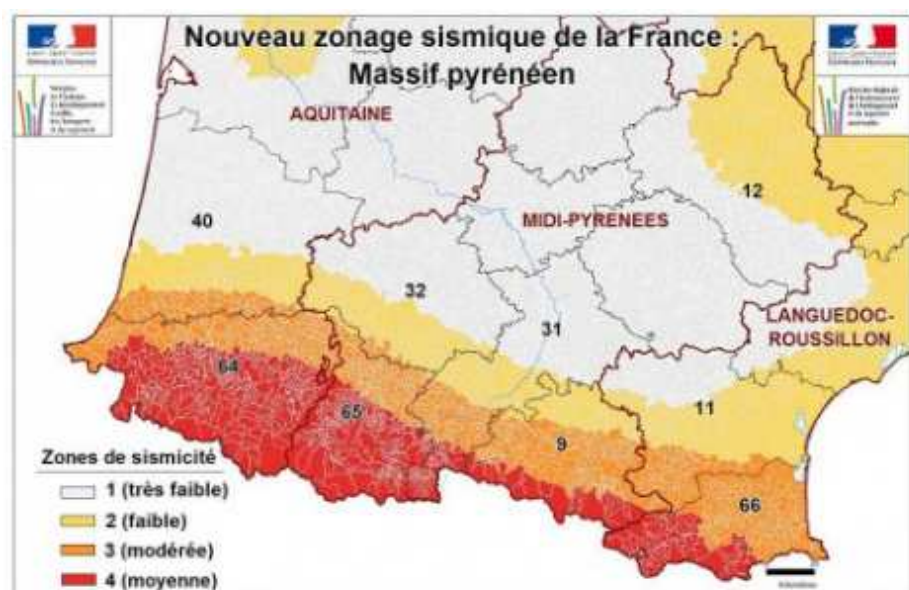 Nouveau zonage sismique de la France :
Massif pyrénéen
AQUITAINE
12
40
MIDI-PYRENEES
32
31
LANGUEDOC-
ROUSSILLON
64
65
11
9
66
Zones de sismicité
1 (très faible)
2 (faible)
3 (modérée)
4 (moyenne)